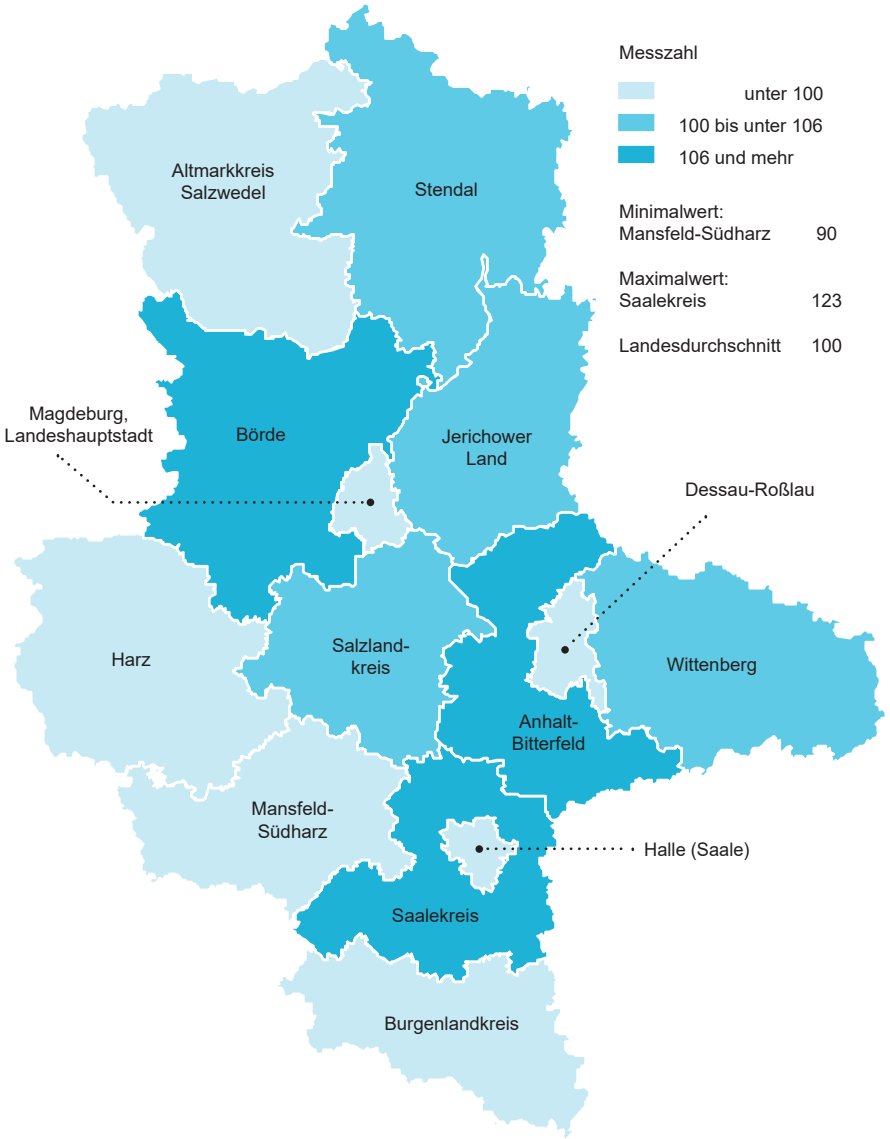 Messzahl
unter 100
100 bis unter 106
106 und mehr
Minimalwert:
Mansfeld-Südharz 90
Maximalwert:
Saalekreis 123
Landesdurchschnitt 100
Altmarkkreis
Salzwedel
Stendal
Magdeburg,
Landeshauptstadt
Börde
Jerichower
Land
Dessau-Roßlau
Harz
Salzland-
kreis
Wittenberg
Anhalt-
Bitterfeld
Mansfeld-
Südharz
Halle (Saale)
Saalekreis
Burgenlandkreis